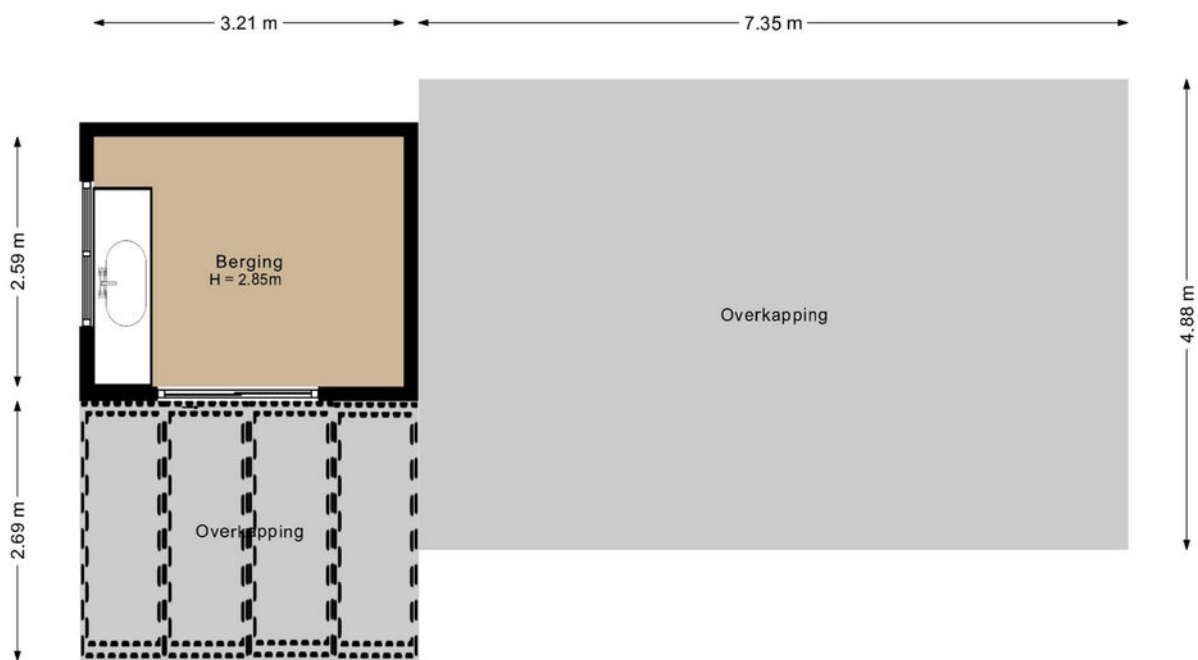 3.21 m
7.35 m
2.59 m
Berging
H = 2.85m
Overkapping
4.88 m
2.69 m
Overkapping